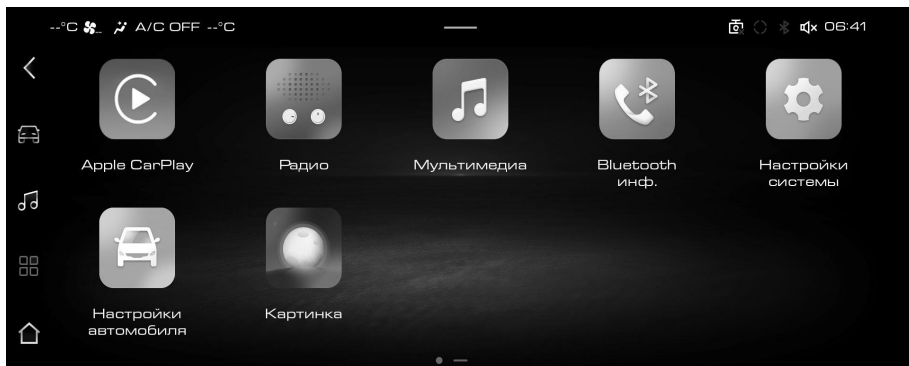 --°C A/C OFF --°C 06:41
Apple CarPlay Радио Мультимедиа Bluetooth инф. Настройки системы
Настройки автомобиля Картинка